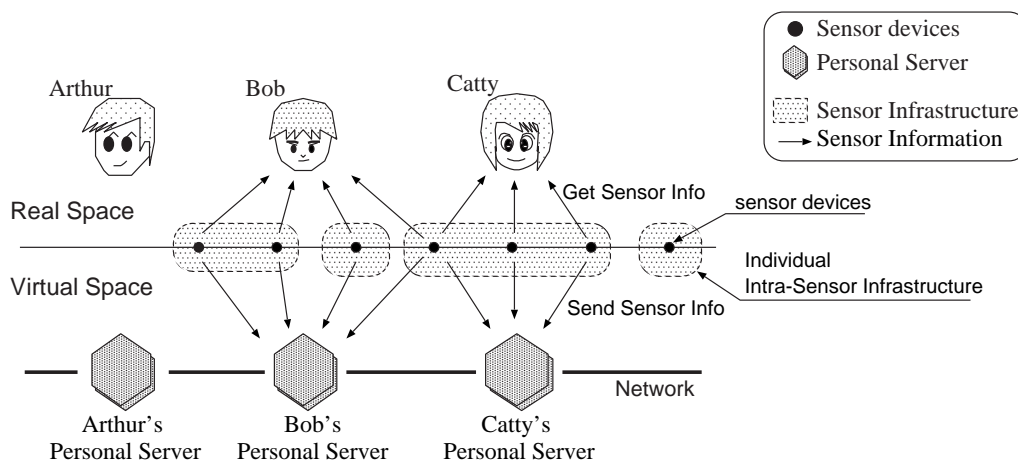 Sensor devices
Personal Server
Sensor Infrastructure
Sensor Information
Arthur
Bob
Catty
Get Sensor Info
Real Space
sensor devices
Virtual Space
Individual
Intra-Sensor Infrastructure
Send Sensor Info
Network
Arthur's
Personal Server
Bob's
Personal Server
Catty's
Personal Server